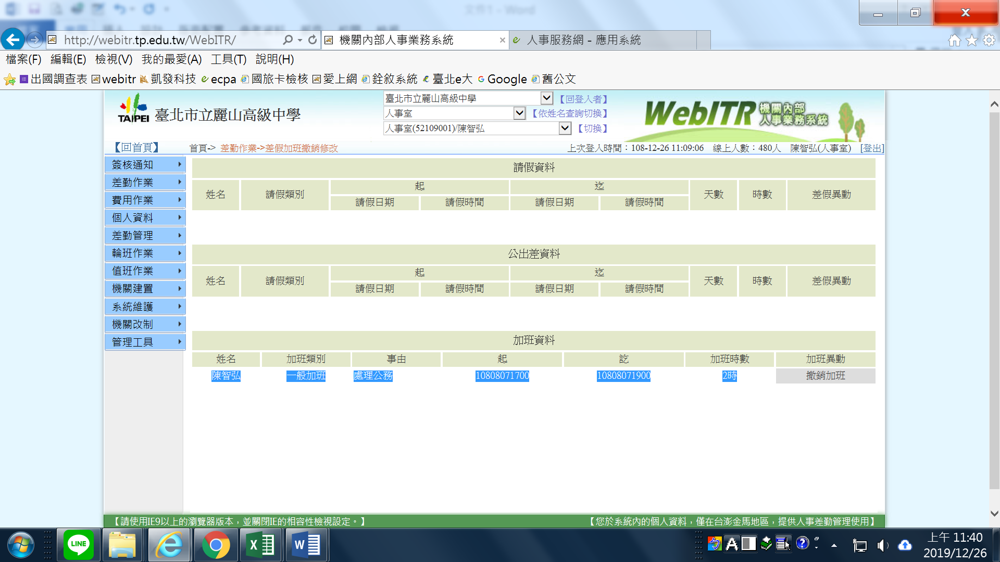 文件1 - Word
http://webitr.tp.edu.tw/WebITR/
機關內部人事業務系統
人事服務網 - 應用系統
檔案(F) 編輯(E) 檢視(V) 我的最愛(A) 工具(T) 說明(H)
出國調查表 webitr 凱發科技 ecpa 國旅卡檢核 愛上網 銓敘系統 臺北e大 Google 舊公文
TAIPEI 臺北市立麗山高級中學
臺北市立麗山高級中學 【回登入者】
人事室 【依姓名查詢切換】
人事室(52109001)/陳智弘 【切換】
WebITR 機關內部人事業務系統
【回首頁】 首頁-> 差勤作業->差假加班撤銷修改 上次登入時間：108-12-26 11:09:06 線上人數：480人 陳智弘(人事室) [登出]
簽核通知
差勤作業
費用作業
個人資料
差勤管理
輪班作業
值班作業
機關建置
系統維護
機關改制
管理工具
請假資料
姓名 請假類別 起 迄 天數 時數 差假異動
請假日期 請假時間 請假日期 請假時間
公出差資料
姓名 請假類別 起 迄 天數 時數 差假異動
請假日期 請假時間 請假日期 請假時間
加班資料
姓名 加班類別 事由 起 訖 加班時數 加班異動
陳智弘 一般加班 處理公務 10808071700 10808071900 2時 撤銷加班
【請使用IE9以上的瀏覽器版本，並關閉IE的相容性檢視設定。】 【您於系統內的個人資料，僅在台澎金馬地區，提供人事差勤管理使用】
LINE
上午 11:40
2019/12/26